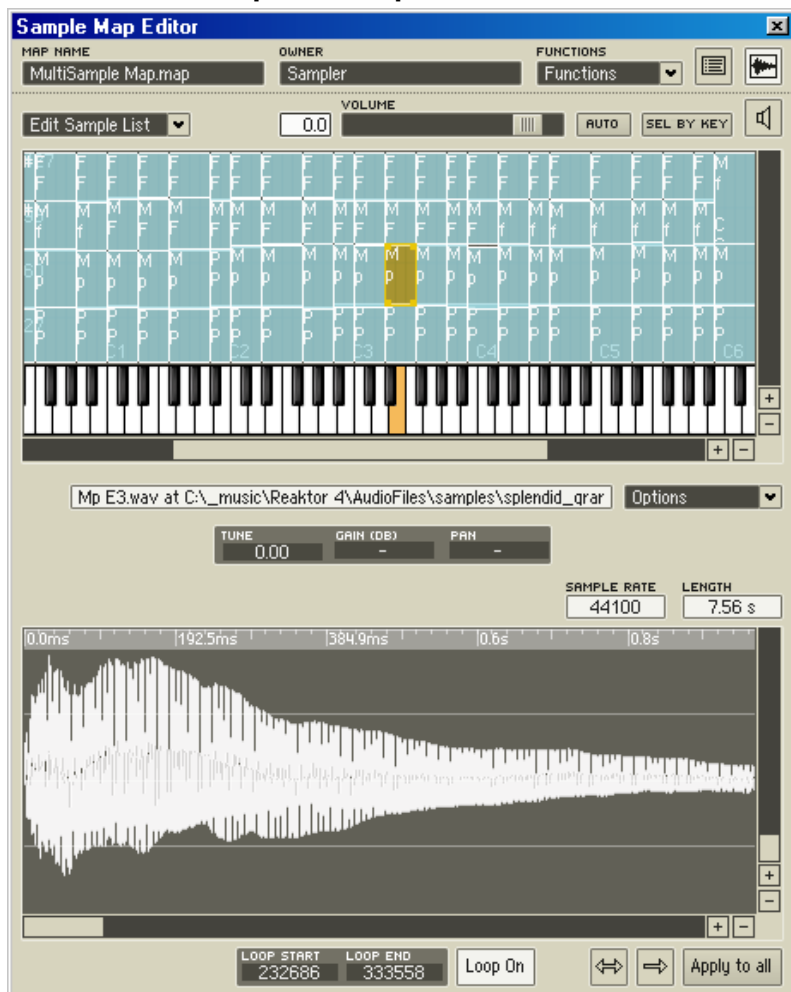 Sample Map Editor
MAP NAME OWNER FUNCTIONS
MultiSample Map.map Sampler Functions
VOLUME
Edit Sample List 0.0 AUTO SEL BY KEY
F F F F F F F F F F F F F F F F F F M
F F F F F F F F F F F F F F F F F F f
M M M M M M M M M M M M M M M M M M
f f F F F F F F F F F F F f f f f f C
M M M M M P M M M M M M M M M M M M
P P P P P P P P P P P P P P P P P P
C1 C2 C3 C4 C5 C6
Mp E3.wav at C:\_music\Reaktor 4\AudioFiles\samples\splendid_grar Options
TUNE GAIN (DB) PAN
0.00 - -
SAMPLE RATE LENGTH
44100 7.56 s
0.0ms 192.5ms 384.9ms 0.6s 0.8s
LOOP START LOOP END
232686 333558 Loop On Apply to all